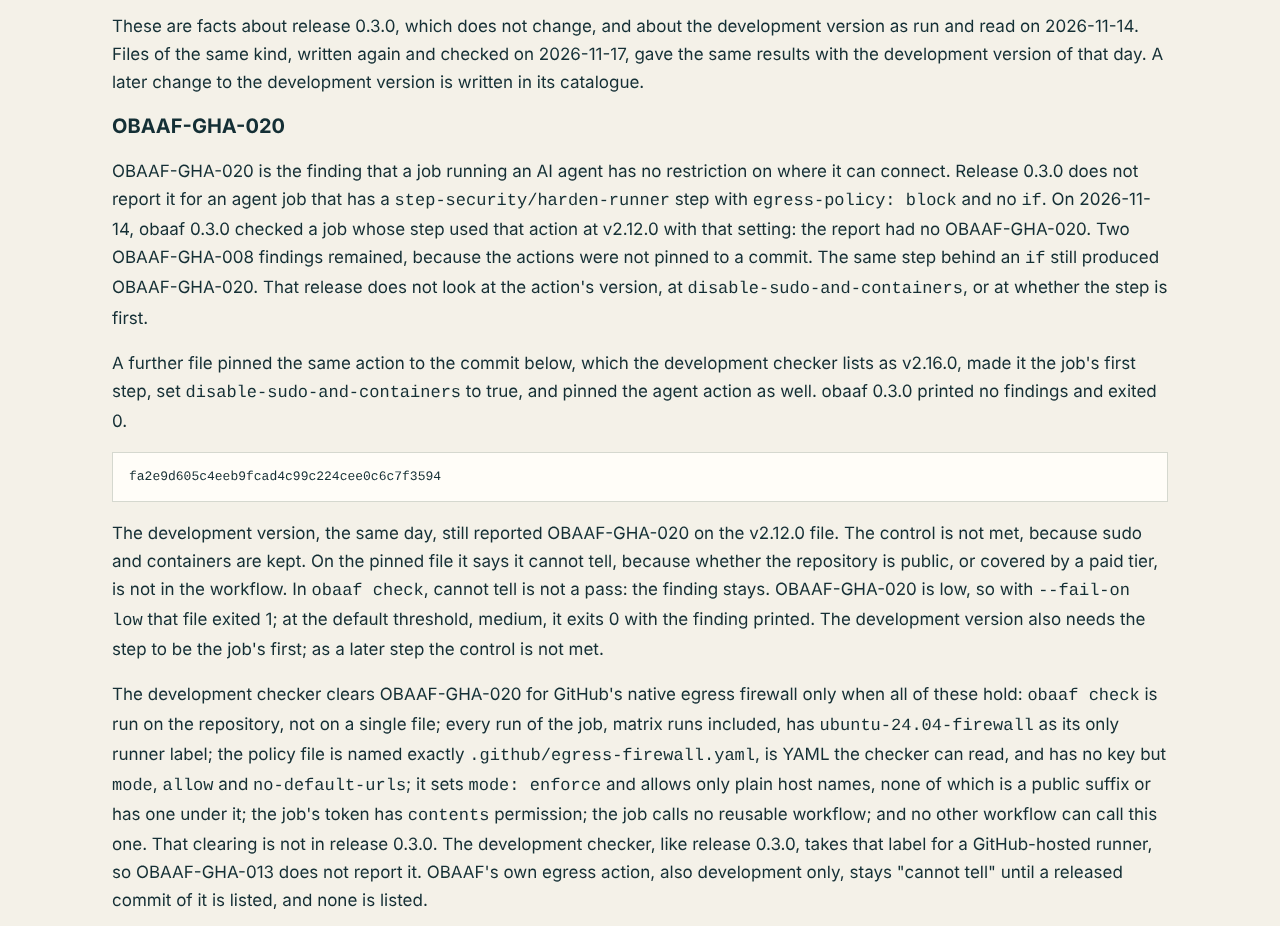 These are facts about release 0.3.0, which does not change, and about the development version as run and read on 2026-11-14.
Files of the same kind, written again and checked on 2026-11-17, gave the same results with the development version of that day. A
later change to the development version is written in its catalogue.
OBAAF-GHA-020
OBAAF-GHA-020 is the finding that a job running an AI agent has no restriction on where it can connect. Release 0.3.0 does not
report it for an agent job that has a step-security/harden-runner step with egress-policy: block and no if. On 2026-11-
14, obaaf 0.3.0 checked a job whose step used that action at v2.12.0 with that setting: the report had no OBAAF-GHA-020. Two
OBAAF-GHA-008 findings remained, because the actions were not pinned to a commit. The same step behind an if still produced
OBAAF-GHA-020. That release does not look at the action's version, at disable-sudo-and-containers, or at whether the step is
first.
A further file pinned the same action to the commit below, which the development checker lists as v2.16.0, made it the job's first
step, set disable-sudo-and-containers to true, and pinned the agent action as well. obaaf 0.3.0 printed no findings and exited
0.
fa2e9d605c4eeb9fcad4c99c224cee0c6c7f3594
The development version, the same day, still reported OBAAF-GHA-020 on the v2.12.0 file. The control is not met, because sudo
and containers are kept. On the pinned file it says it cannot tell, because whether the repository is public, or covered by a paid tier,
is not in the workflow. In obaaf check, cannot tell is not a pass: the finding stays. OBAAF-GHA-020 is low, so with --fail-on
low that file exited 1; at the default threshold, medium, it exits 0 with the finding printed. The development version also needs the
step to be the job's first; as a later step the control is not met.
The development checker clears OBAAF-GHA-020 for GitHub's native egress firewall only when all of these hold: obaaf check is
run on the repository, not on a single file; every run of the job, matrix runs included, has ubuntu-24.04-firewall as its only
runner label; the policy file is named exactly .github/egress-firewall.yaml, is YAML the checker can read, and has no key but
mode, allow and no-default-urls; it sets mode: enforce and allows only plain host names, none of which is a public suffix or
has one under it; the job's token has contents permission; the job calls no reusable workflow; and no other workflow can call this
one. That clearing is not in release 0.3.0. The development checker, like release 0.3.0, takes that label for a GitHub-hosted runner,
so OBAAF-GHA-013 does not report it. OBAAF's own egress action, also development only, stays "cannot tell" until a released
commit of it is listed, and none is listed.